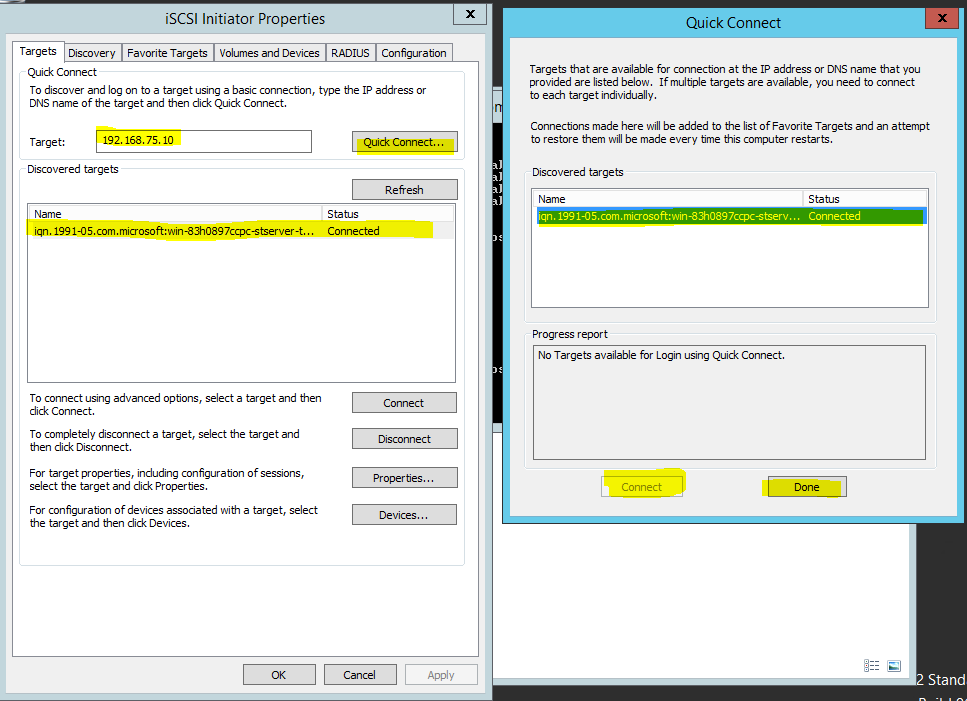 iSCSI Initiator Properties
x
Targets
Discovery
Favorite Targets
Volumes and Devices
RADIUS
Configuration
Quick Connect
To discover and log on to a target using a basic connection, type the IP address or
DNS name of the target and then click Quick Connect.
Target:
192.168.75.10
Quick Connect...
Discovered targets
Refresh
Name
Status
iqn.1991-05.com.microsoft:win-83h0897ccpc-stserver-t...
Connected
To connect using advanced options, select a target and then
click Connect.
Connect
To completely disconnect a target, select the target and
then click Disconnect.
Disconnect
For target properties, including configuration of sessions,
select the target and click Properties.
Properties...
For configuration of devices associated with a target, select
the target and then click Devices.
Devices...
OK
Cancel
Apply
Quick Connect
x
Targets that are available for connection at the IP address or DNS name that you
provided are listed below. If multiple targets are available, you need to connect
to each target individually.
Connections made here will be added to the list of Favorite Targets and an attempt
to restore them will be made every time this computer restarts.
Discovered targets
Name
Status
iqn.1991-05.com.microsoft:win-83h0897ccpc-stserv...
Connected
Progress report
No Targets available for Login using Quick Connect.
Connect
Done
2 Stand